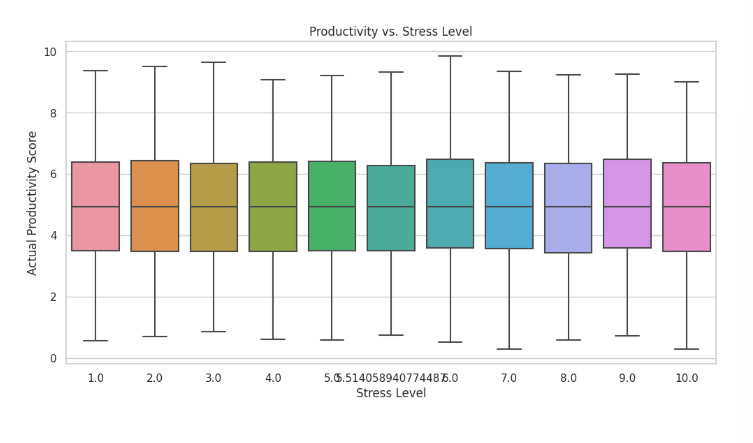 Productivity vs. Stress Level
10
8
6
4
2
0
Actual Productivity Score
1.0 2.0 3.0 4.0 5.0 5.514058940774487 6.0 7.0 8.0 9.0 10.0
Stress Level